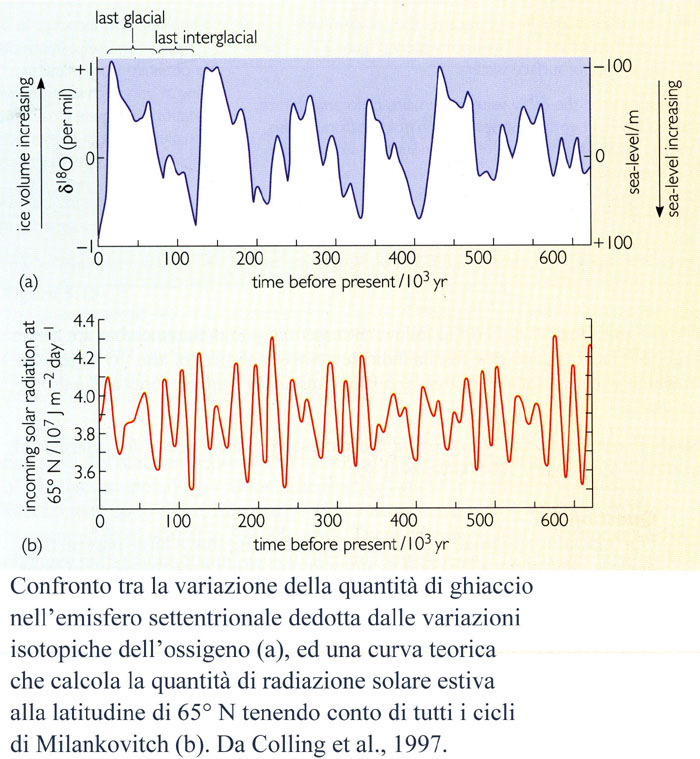 last glacial
last interglacial
ice volume increasing
δ18O (per mil)
+1
0
−1
−100
0
+100
sea-level/m
sea-level increasing
0 100 200 300 400 500 600
time before present /10³ yr
(a)
incoming solar radiation at
65° N /10⁷ J m⁻² day⁻¹
4.4
4.2
4.0
3.8
3.6
0 100 200 300 400 500 600
time before present /10³ yr
(b)
Confronto tra la variazione della quantità di ghiaccio
nell’emisfero settentrionale dedotta dalle variazioni
isotopiche dell’ossigeno (a), ed una curva teorica
che calcola la quantità di radiazione solare estiva
alla latitudine di 65° N tenendo conto di tutti i cicli
di Milankovitch (b). Da Colling et al., 1997.